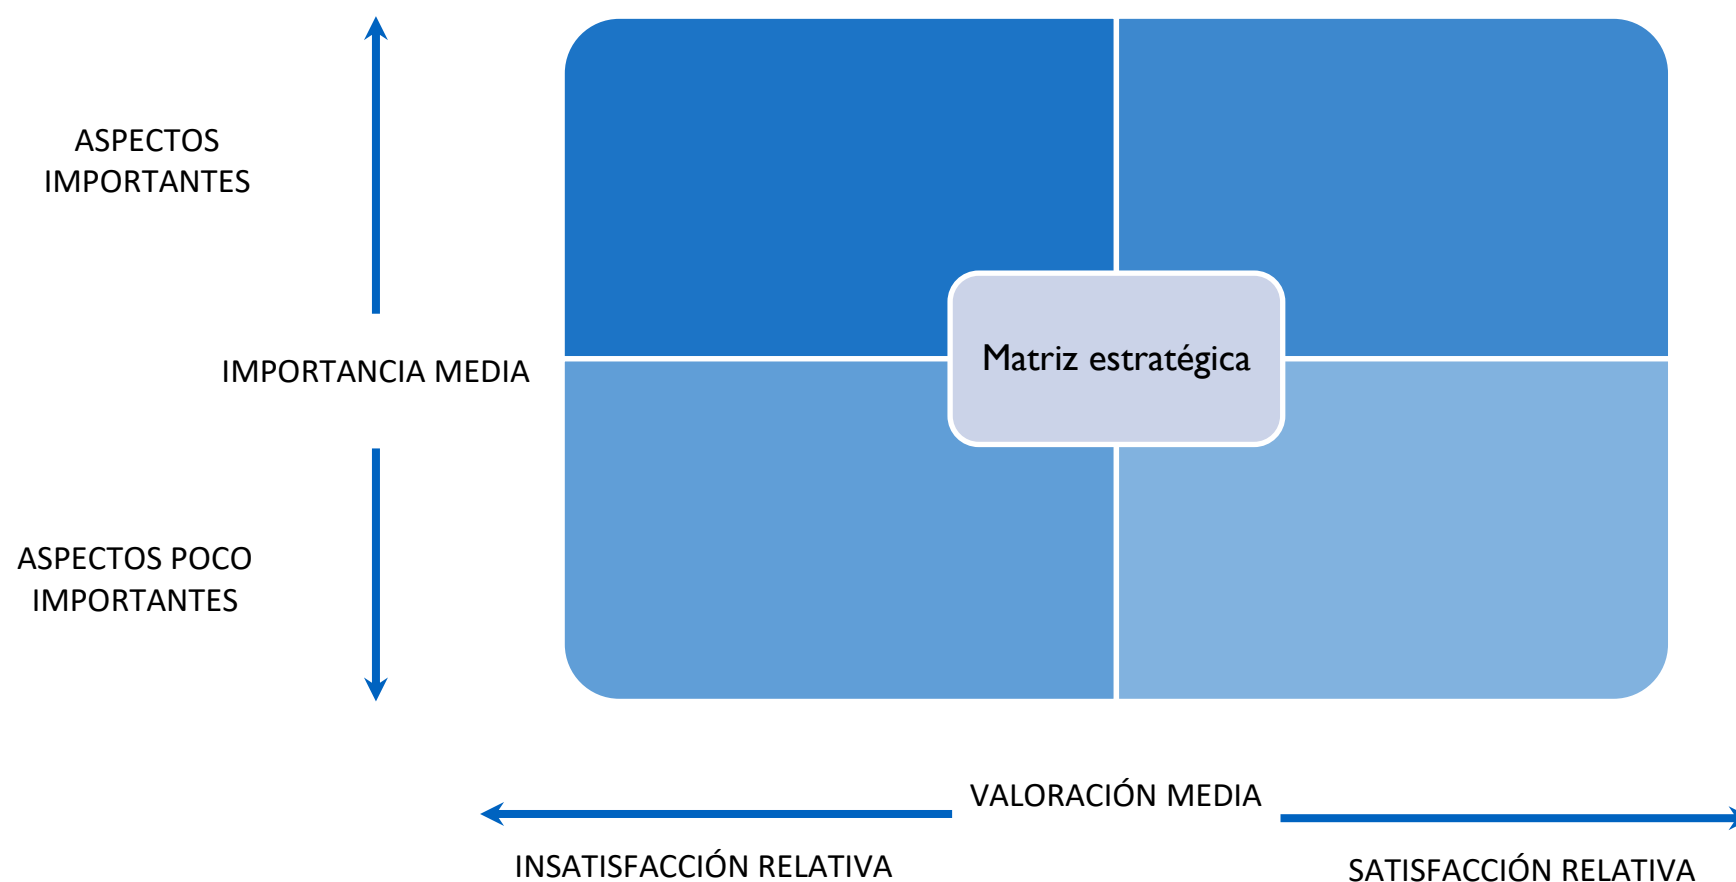 ASPECTOS
IMPORTANTES
IMPORTANCIA MEDIA
Matriz estratégica
ASPECTOS POCO
IMPORTANTES
VALORACIÓN MEDIA
INSATISFACCIÓN RELATIVA
SATISFACCIÓN RELATIVA